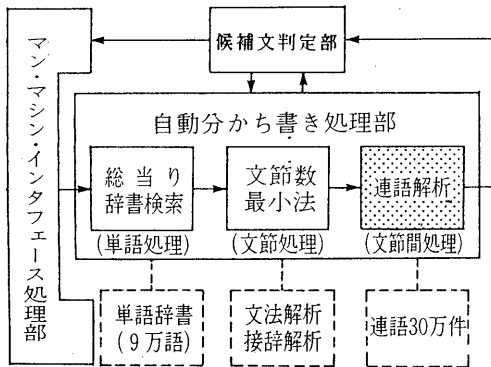 候補文判定部
マン・マシン・インタフェース処理部
自動分かち書き処理部
総当り
辞書検索
(単語処理)
文節数
最小法
(文節処理)
連語解析
(文節間処理)
単語辞書
(9万語)
文法解析
接辞解析
連語30万件